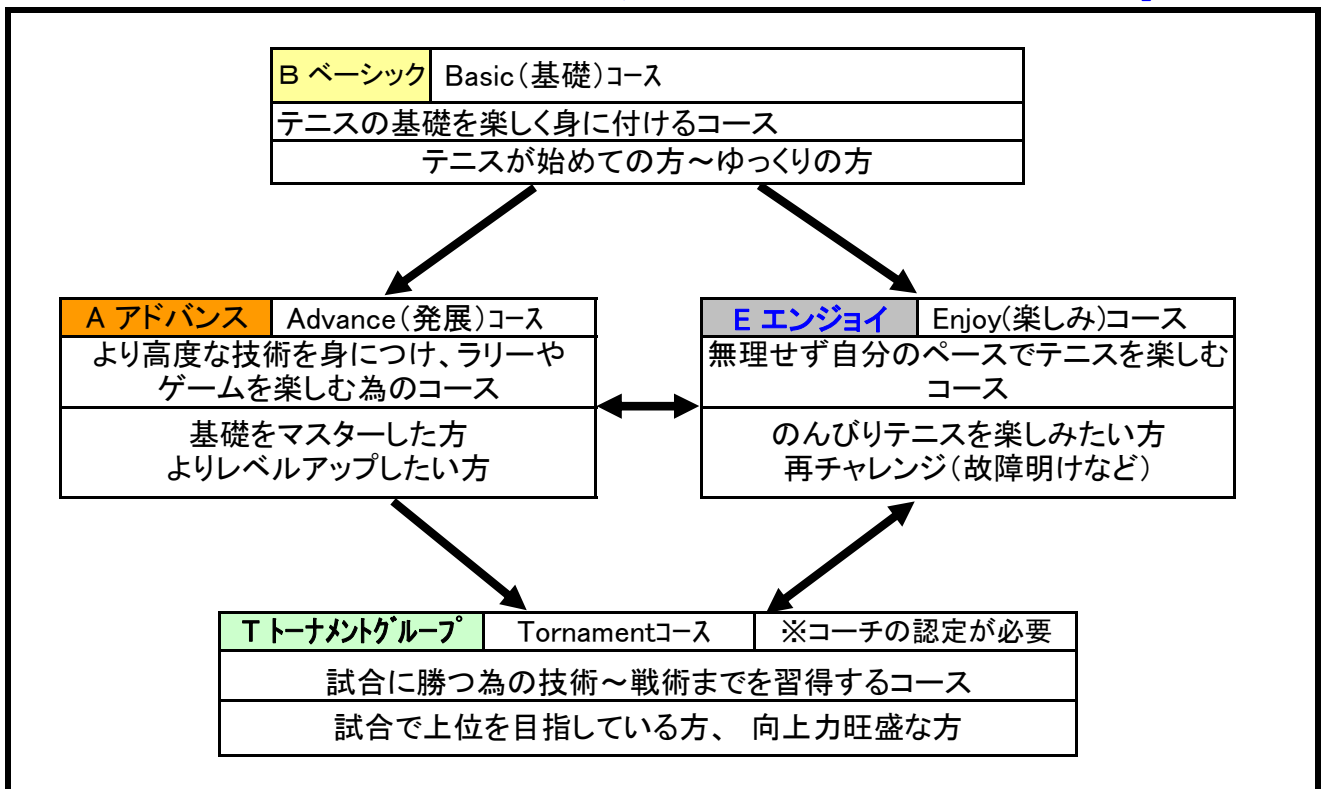 B ベーシック Basic(基礎)コース
テニスの基礎を楽しく身に付けるコース
テニスが始めての方～ゆっくりの方
A アドバンス Advance(発展)コース
より高度な技術を身につけ、ラリーや
ゲームを楽しむ為のコース
基礎をマスターした方
よりレベルアップしたい方
E エンジョイ Enjoy(楽しみ)コース
無理せず自分のペースでテニスを楽しむ
コース
のんびりテニスを楽しみたい方
再チャレンジ(故障明けなど)
T トーナメントグループ Tornamentコース ※コーチの認定が必要
試合に勝つ為の技術～戦術までを習得するコース
試合で上位を目指している方、 向上力旺盛な方